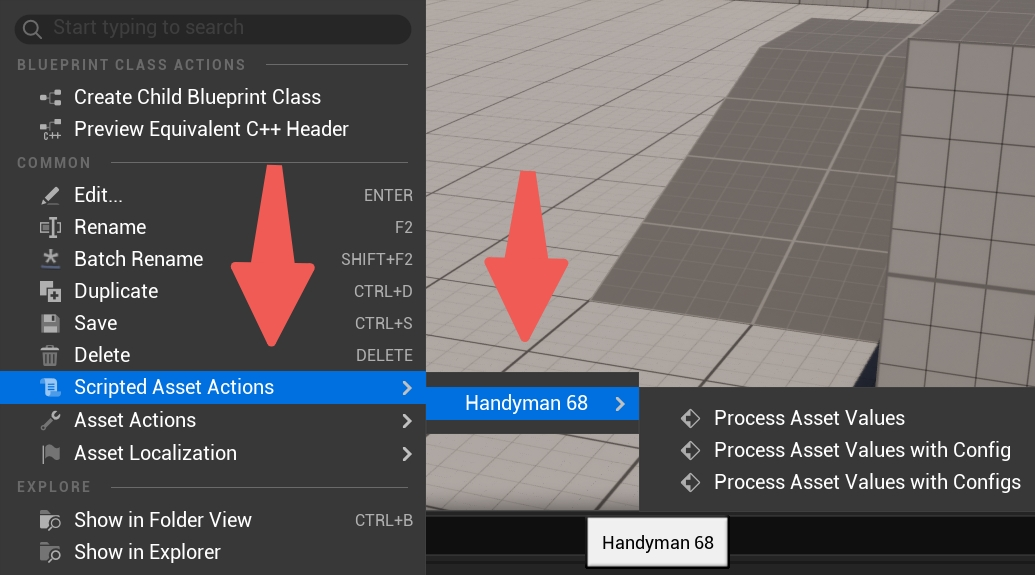 Start typing to search
BLUEPRINT CLASS ACTIONS
Create Child Blueprint Class
C++
Preview Equivalent C++ Header
COMMON
Edit... ENTER
Rename F2
Batch Rename SHIFT+F2
Duplicate CTRL+D
Save CTRL+S
Delete DELETE
Scripted Asset Actions
Asset Actions
Asset Localization
EXPLORE
Show in Folder View CTRL+B
Show in Explorer
Handyman 68
Process Asset Values
Process Asset Values with Config
Process Asset Values with Configs
Handyman 68